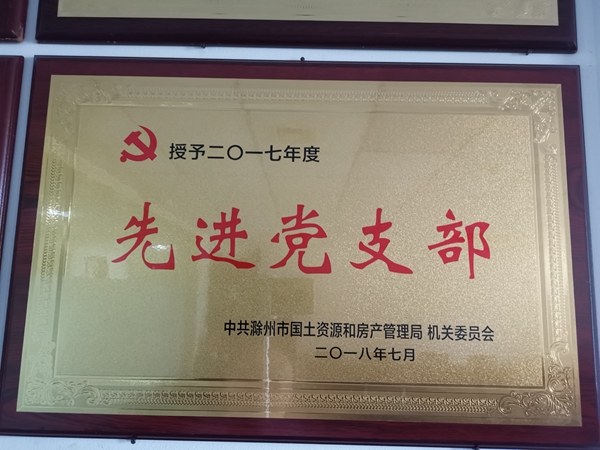 授予二〇一七年度
先进党支部
中共滁州市国土资源和房产管理局 机关委员会
二〇一八年七月